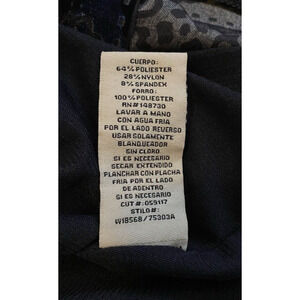 CUERPO:
64% POLIESTER
28% NYLON
8% SPANDEX
FORRO:
100% POLIESTER
RN# 148730
LAVAR A MANO
CON AGUA FRIA
POR EL LADO REVERSO
USAR SOLAMENTE
BLANQUEADOR
SIN CLORO
SI ES NECESARIO
SECAR EXTENDIDO
PLANCHAR CON PLACHA
FRIA POR EL LADO
DE ADENTRO
SI ES NECESARIO
CUT #: 059117
STILO#:
W18568/75303A